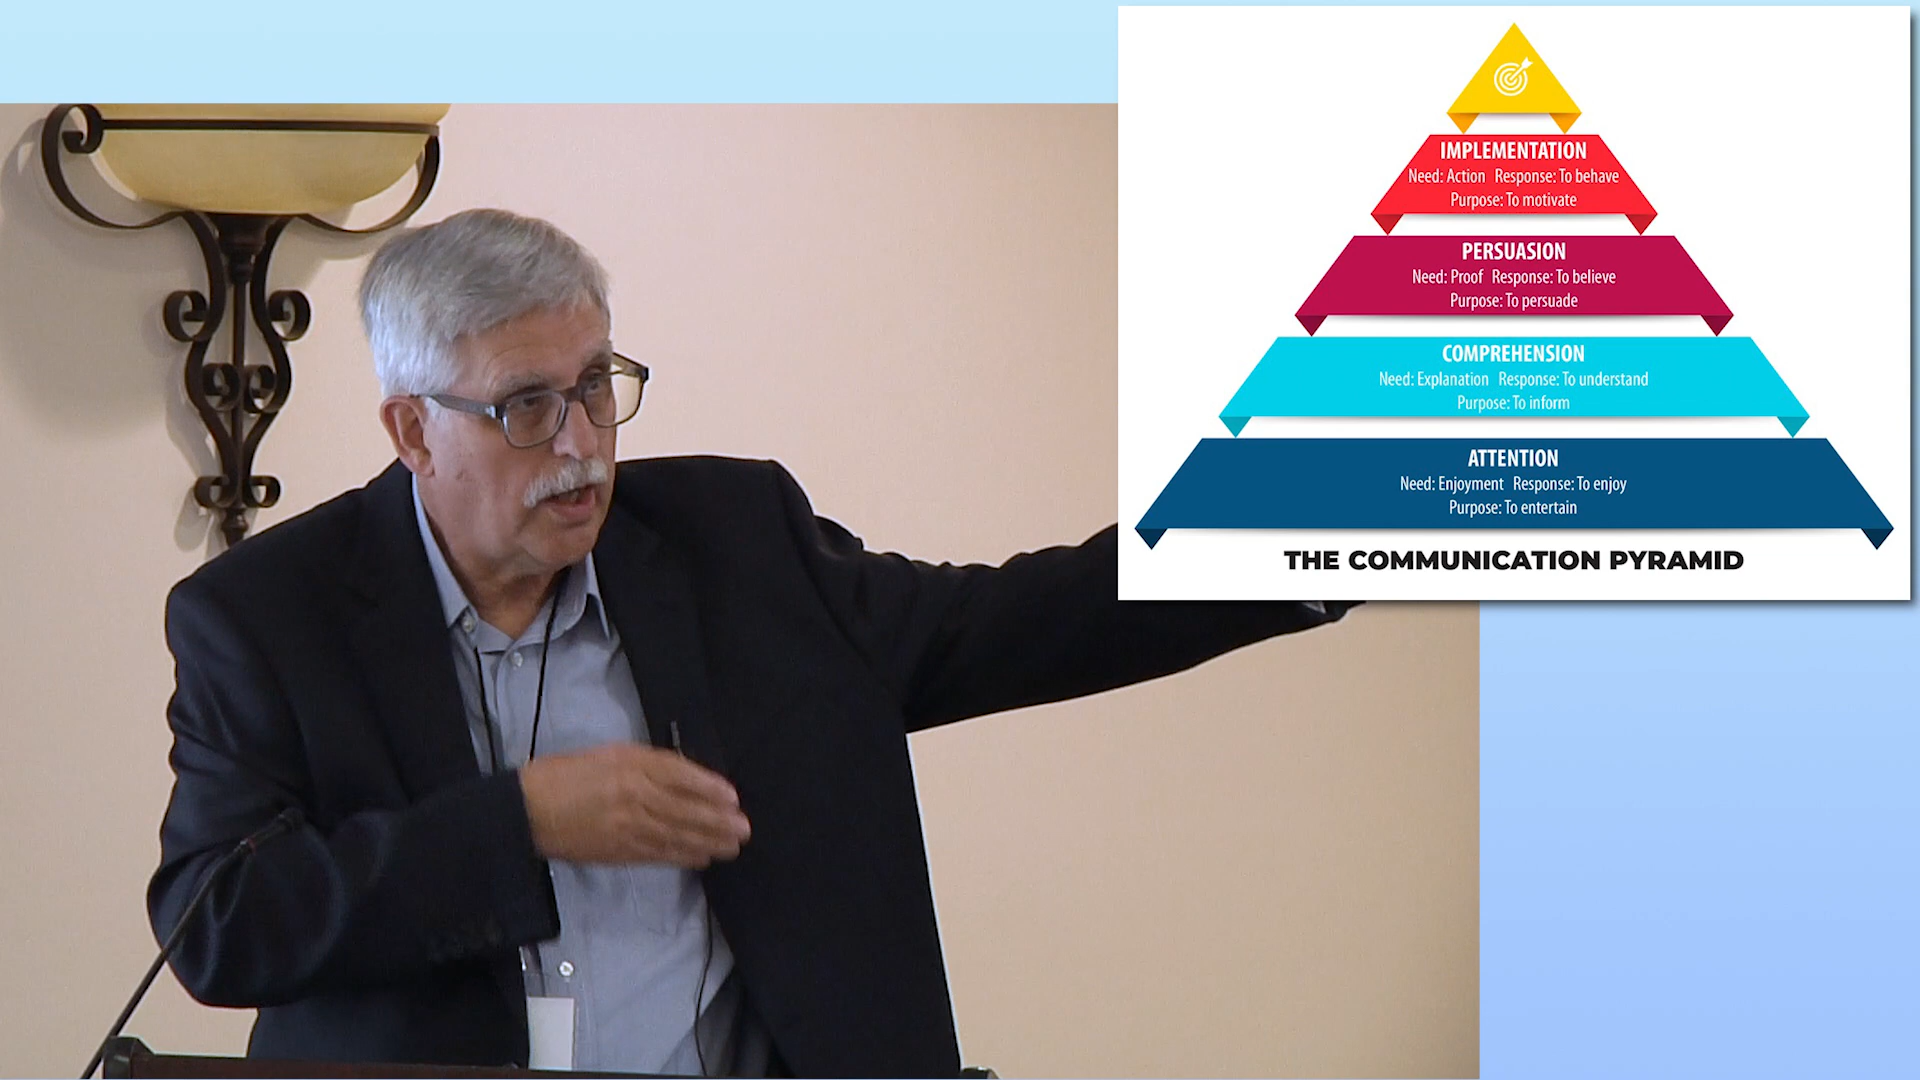 IMPLEMENTATION
Need: Action Response: To behave
Purpose: To motivate
PERSUASION
Need: Proof Response: To believe
Purpose: To persuade
COMPREHENSION
Need: Explanation Response: To understand
Purpose: To inform
ATTENTION
Need: Enjoyment Response: To enjoy
Purpose: To entertain
THE COMMUNICATION PYRAMID